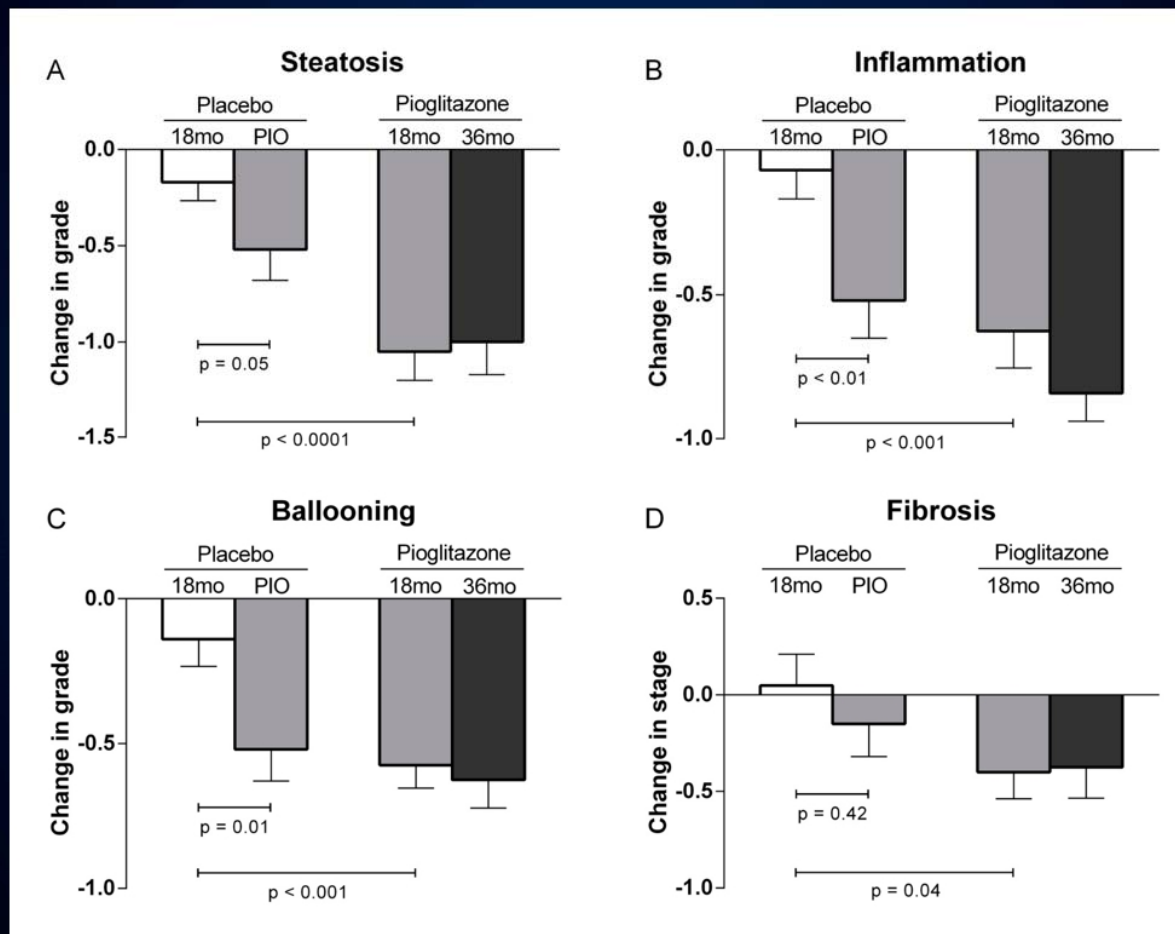 A
Steatosis
Placebo
Pioglitazone
18mo PIO
18mo 36mo
0.0
-0.5
-1.0
-1.5
Change in grade
p = 0.05
p < 0.0001
B
Inflammation
Placebo
Pioglitazone
18mo PIO
18mo 36mo
0.0
-0.5
-1.0
Change in grade
p < 0.01
p < 0.001
C
Ballooning
Placebo
Pioglitazone
18mo PIO
18mo 36mo
0.0
-0.5
-1.0
Change in grade
p = 0.01
p < 0.001
D
Fibrosis
Placebo
Pioglitazone
18mo PIO
18mo 36mo
0.5
0.0
-0.5
-1.0
Change in stage
p = 0.42
p = 0.04